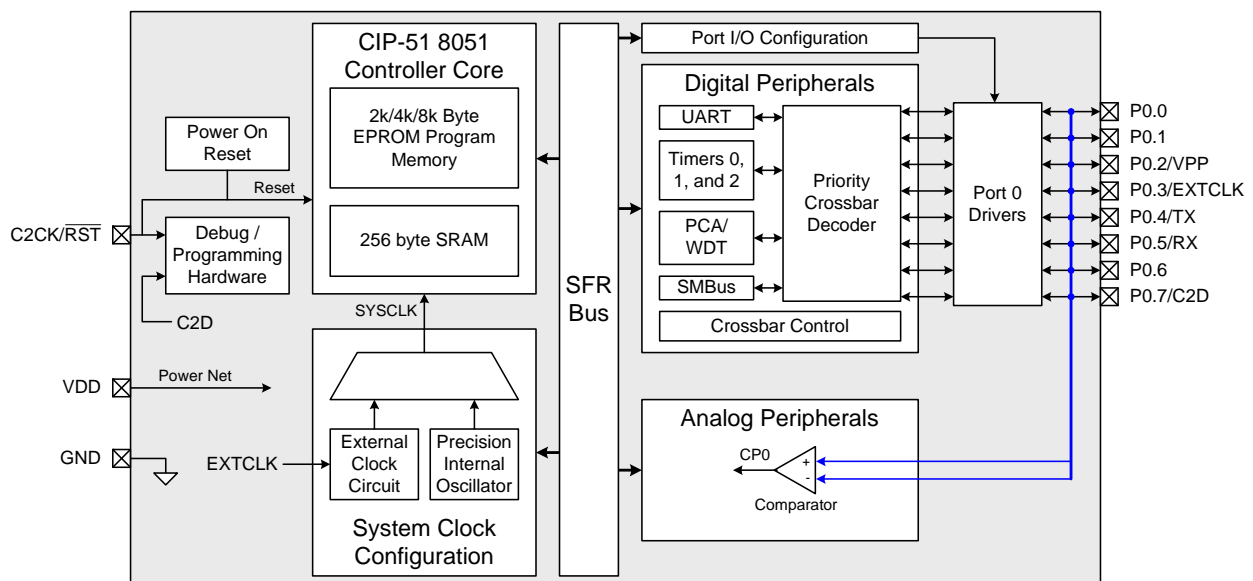 CIP-51 8051
Controller Core
2k/4k/8k Byte
EPROM Program
Memory
256 byte SRAM
Power On
Reset
Reset
C2CK/RST
Debug /
Programming
Hardware
C2D
SYSCLK
VDD
Power Net
GND
EXTCLK
External
Clock
Circuit
Precision
Internal
Oscillator
System Clock
Configuration
SFR
Bus
Port I/O Configuration
Digital Peripherals
UART
Timers 0,
1, and 2
PCA/
WDT
SMBus
Priority
Crossbar
Decoder
Crossbar Control
Port 0
Drivers
P0.0
P0.1
P0.2/VPP
P0.3/EXTCLK
P0.4/TX
P0.5/RX
P0.6
P0.7/C2D
Analog Peripherals
CP0
+
-
Comparator